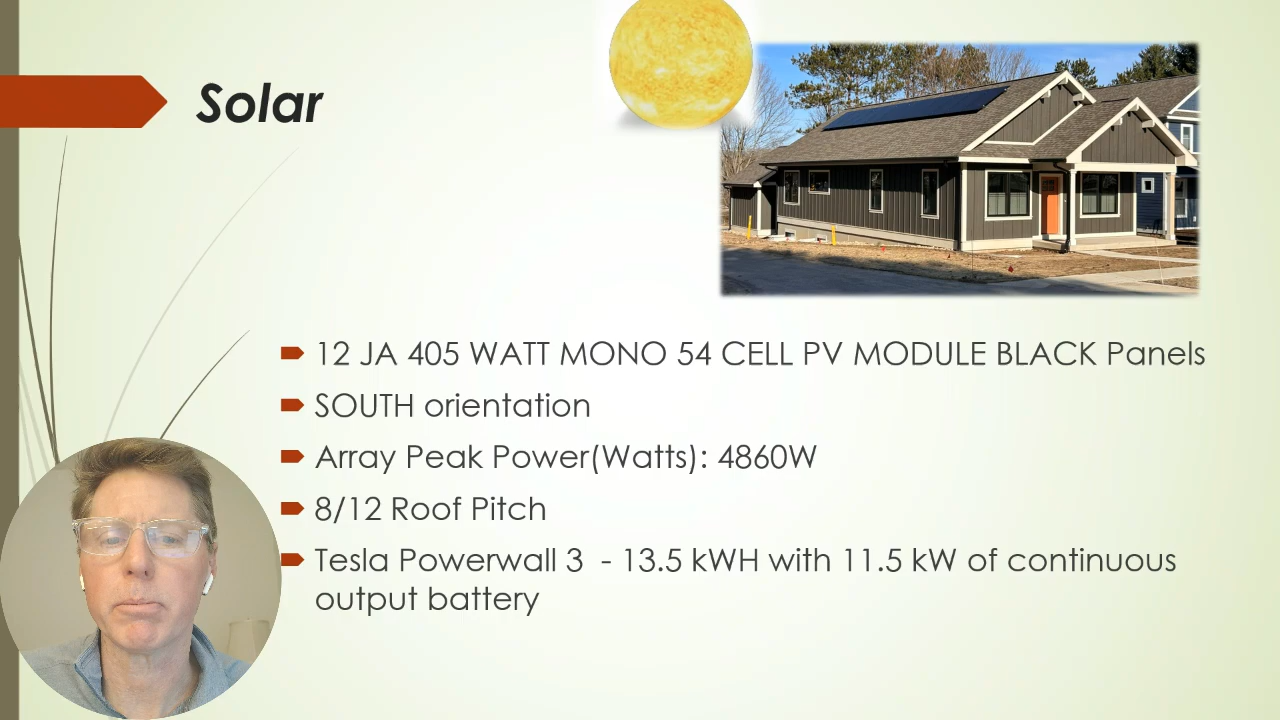 Solar
12 JA 405 WATT MONO 54 CELL PV MODULE BLACK Panels
SOUTH orientation
Array Peak Power(Watts): 4860W
8/12 Roof Pitch
Tesla Powerwall 3 - 13.5 kWH with 11.5 kW of continuous
output battery